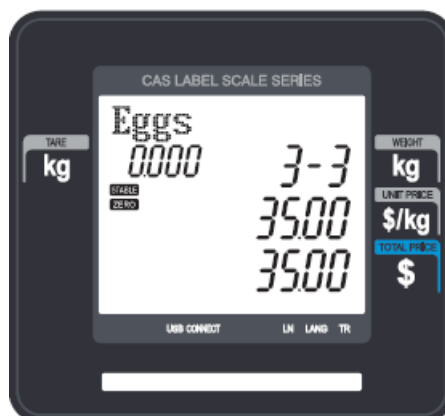 CAS LABEL SCALE SERIES
Eggs
TARE
kg
0.000
3-3
WEIGHT
kg
STABLE
ZERO
35.00
UNIT PRICE
$/kg
35.00
TOTAL PRICE
$
USB CONNECT LN LANG TR